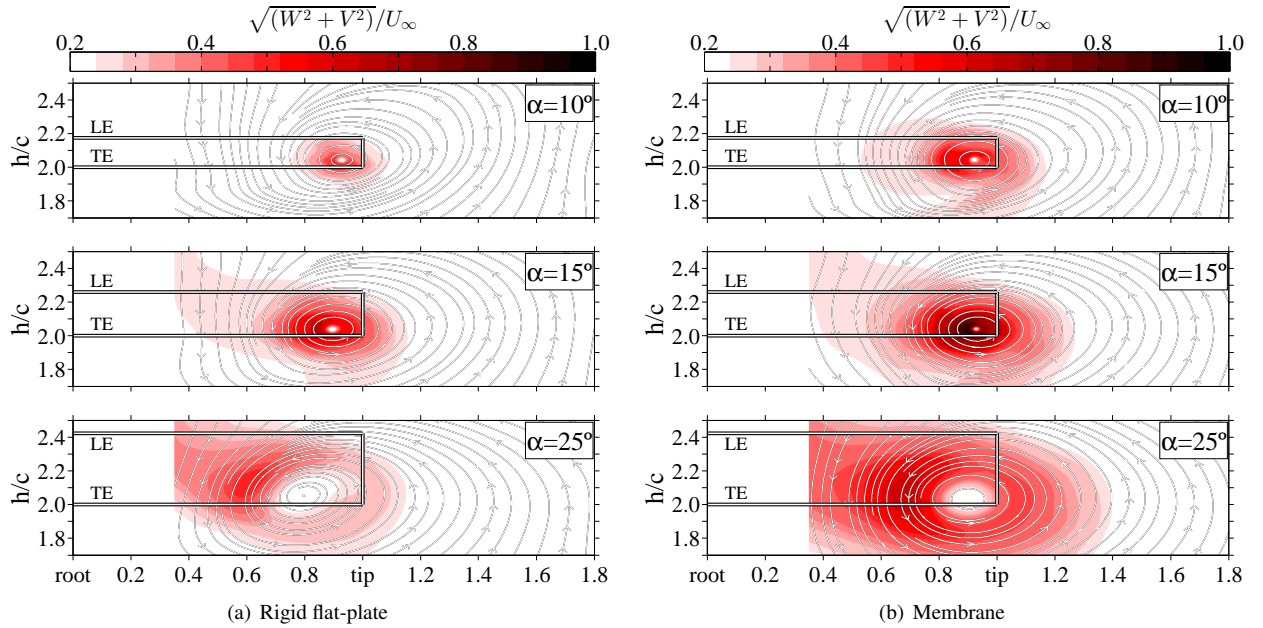 √(W² + V²)/U∞
0.2 0.4 0.6 0.8 1.0
2.4
2.2
2.0
1.8
h/c
LE
TE
α=10º
2.4
2.2
2.0
1.8
h/c
LE
TE
α=15º
2.4
2.2
2.0
1.8
h/c
LE
TE
α=25º
root 0.2 0.4 0.6 0.8 tip 1.2 1.4 1.6 1.8
(a) Rigid flat-plate
√(W² + V²)/U∞
0.2 0.4 0.6 0.8 1.0
2.4
2.2
2.0
1.8
h/c
LE
TE
α=10º
2.4
2.2
2.0
1.8
h/c
LE
TE
α=15º
2.4
2.2
2.0
1.8
h/c
LE
TE
α=25º
root 0.2 0.4 0.6 0.8 tip 1.2 1.4 1.6 1.8
(b) Membrane